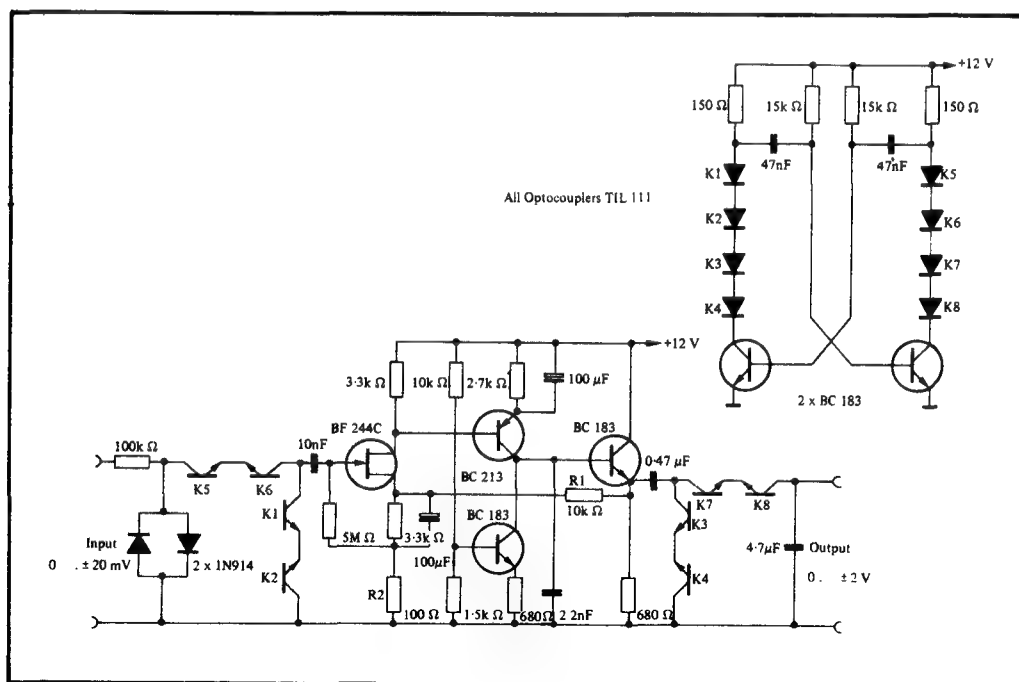 +12 V
150 Ω
15k Ω
15k Ω
150 Ω
47nF
47nF
K1
K5
All Optocouplers TIL 111
K2
K6
K3
K7
K4
K8
+12 V
2 x BC 183
3·3k Ω
10k Ω
2·7k Ω
100 µF
BF 244C
BC 183
10nF
100k Ω
0·47 µF
BC 213
R1
K5
K6
K7
K8
K1
BC 183
10k Ω
K3
5M Ω
3·3k Ω
Input
4·7µF
Output
0 . ± 20 mV
2 x 1N914
K2
100µF
K4
0 . ± 2 V
R2
100 Ω
1·5k Ω
680Ω
2 2nF
680 Ω